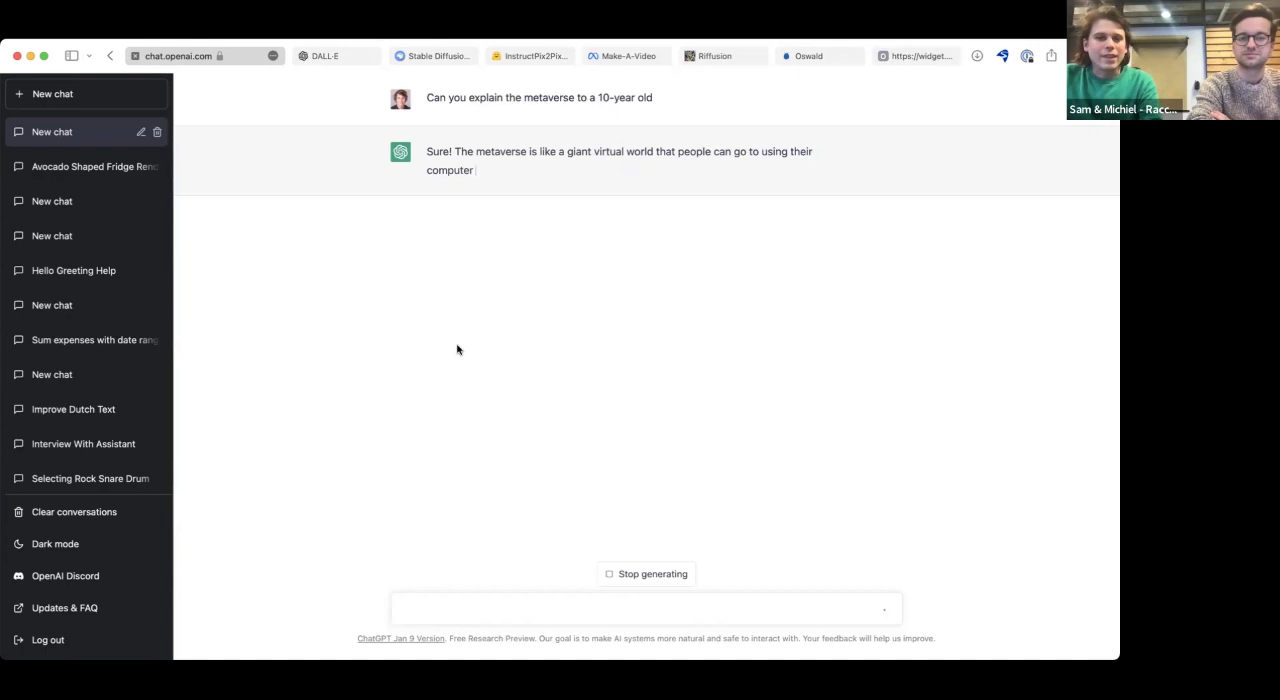 chat.openai.com
DALL·E
Stable Diffusio...
InstructPix2Pix...
Make-A-Video
Riffusion
Oswald
https://widget....
Sam & Michiel - Racc...
New chat
New chat
Avocado Shaped Fridge Ren
New chat
New chat
Hello Greeting Help
New chat
Sum expenses with date rang
New chat
Improve Dutch Text
Interview With Assistant
Selecting Rock Snare Drum
Clear conversations
Dark mode
OpenAI Discord
Updates & FAQ
Log out
Can you explain the metaverse to a 10-year old
Sure! The metaverse is like a giant virtual world that people can go to using their
computer
Stop generating
ChatGPT Jan 9 Version. Free Research Preview. Our goal is to make AI systems more natural and safe to interact with. Your feedback will help us improve.